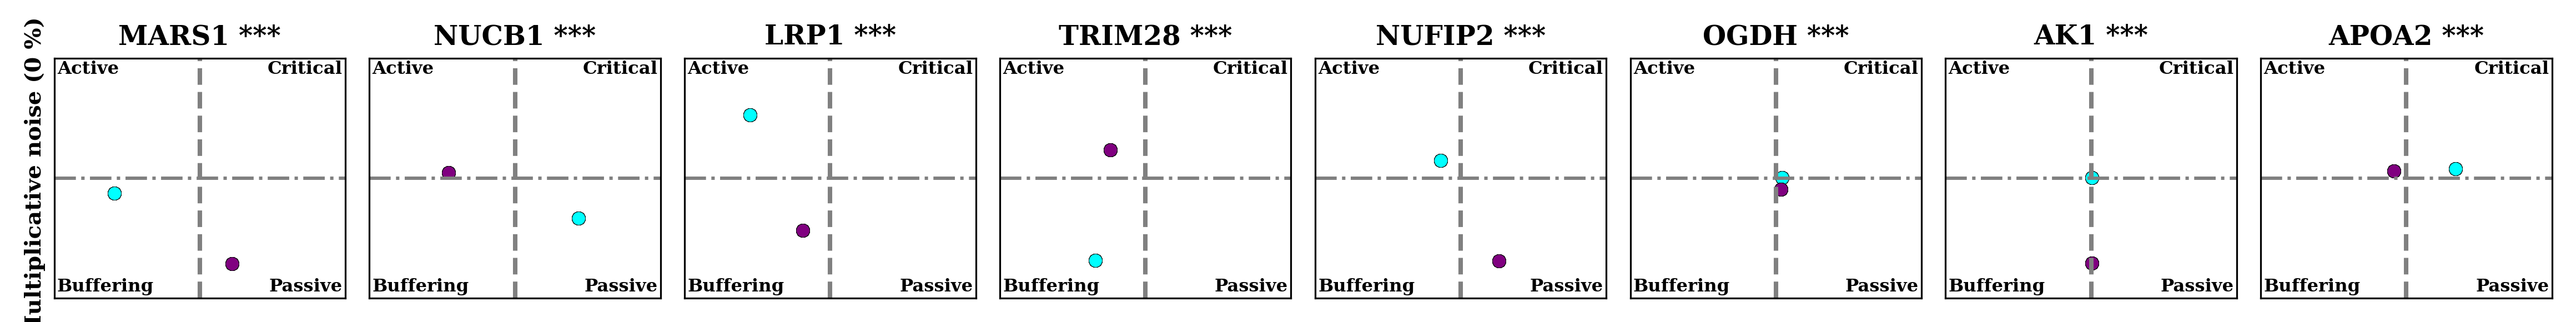 MARS1 *** NUCB1 *** LRP1 *** TRIM28 *** NUFIP2 *** OGDH *** AK1 *** APOA2 ***
Active Critical Active Critical Active Critical Active Critical Active Critical Active Critical Active Critical Active Critical
Buffering Passive Buffering Passive Buffering Passive Buffering Passive Buffering Passive Buffering Passive Buffering Passive Buffering Passive
ultiplicative noise (0 %)